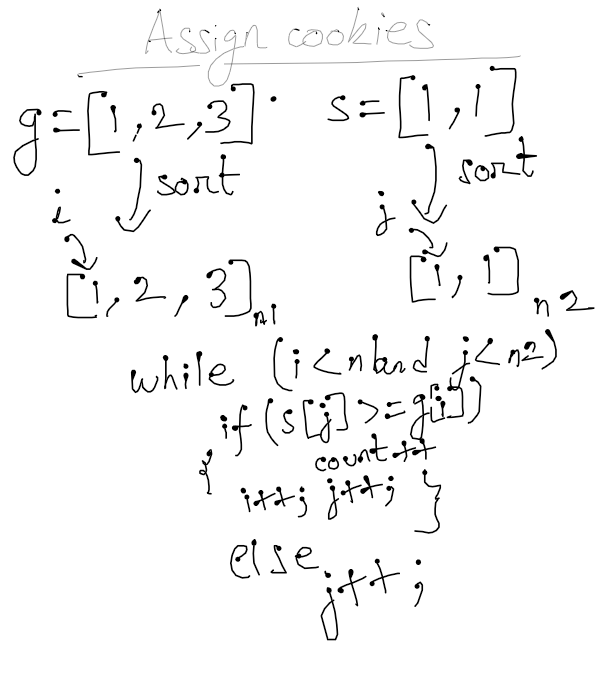 Assign cookies
g=[1,2,3]. s=[1,1]
sort sort
i j
[1,2,3]n1 [1,1]n2
while (i<n1 and j<n2)
if (s[j]>=g[i])
{ count++
i++; j++; }
else
j++;